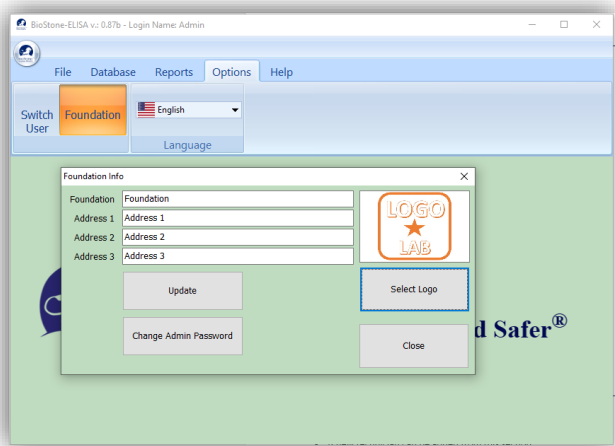 BioStone-ELISA v.: 0.87b - Login Name: Admin
File Database Reports Options Help
Switch User
Foundation
English
Language
Foundation Info
Foundation Foundation
Address 1 Address 1
Address 2 Address 2
Address 3 Address 3
LOGO
LAB
Update
Select Logo
Change Admin Password
Close
d Safer®